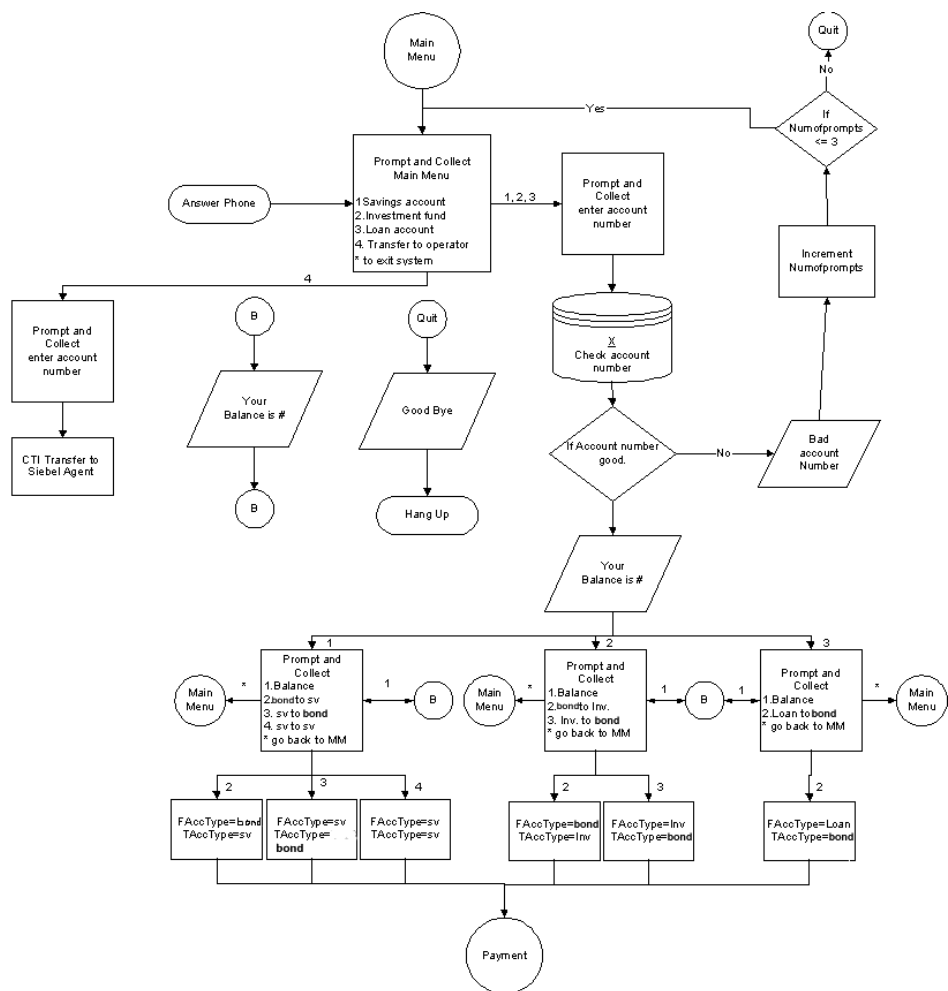 Quit
Main
Menu
No
If
Numofprompts
<= 3
Yes
Prompt and Collect
Main Menu
1 Savings account
2.Investment fund
3.Loan account
4. Transfer to operator
* to exit system
Answer Phone
1, 2, 3
Prompt and
Collect
enter account
number
Increment
Numofprompts
4
Prompt and
Collect
enter account
number
CTI Transfer to
Siebel Agent
B
Your
Balance is #
B
Quit
Good Bye
Hang Up
X
Check account
number
If Account number
good.
No
Bad
account
Number
Your
Balance is #
1
2
3
Main
Menu
*
Prompt and
Collect
1.Balance
2.bond to sv
3. sv to bond
4. sv to sv
* go back to MM
1
B
Main
Menu
*
Prompt and
Collect
1.Balance
2.bond to Inv.
3. Inv. to bond
* go back to MM
1
B
1
Prompt and
Collect
1.Balance
2.Loan to bond
* go back to MM
*
Main
Menu
2
3
4
2
3
2
FAccType=bond
TAccType=sv
FAccType=sv
TAccType=
bond
FAccType=sv
TAccType=sv
FAccType=bond
TAccType=Inv
FAccType=Inv
TAccType=bond
FAccType=Loan
TAccType=bond
Payment